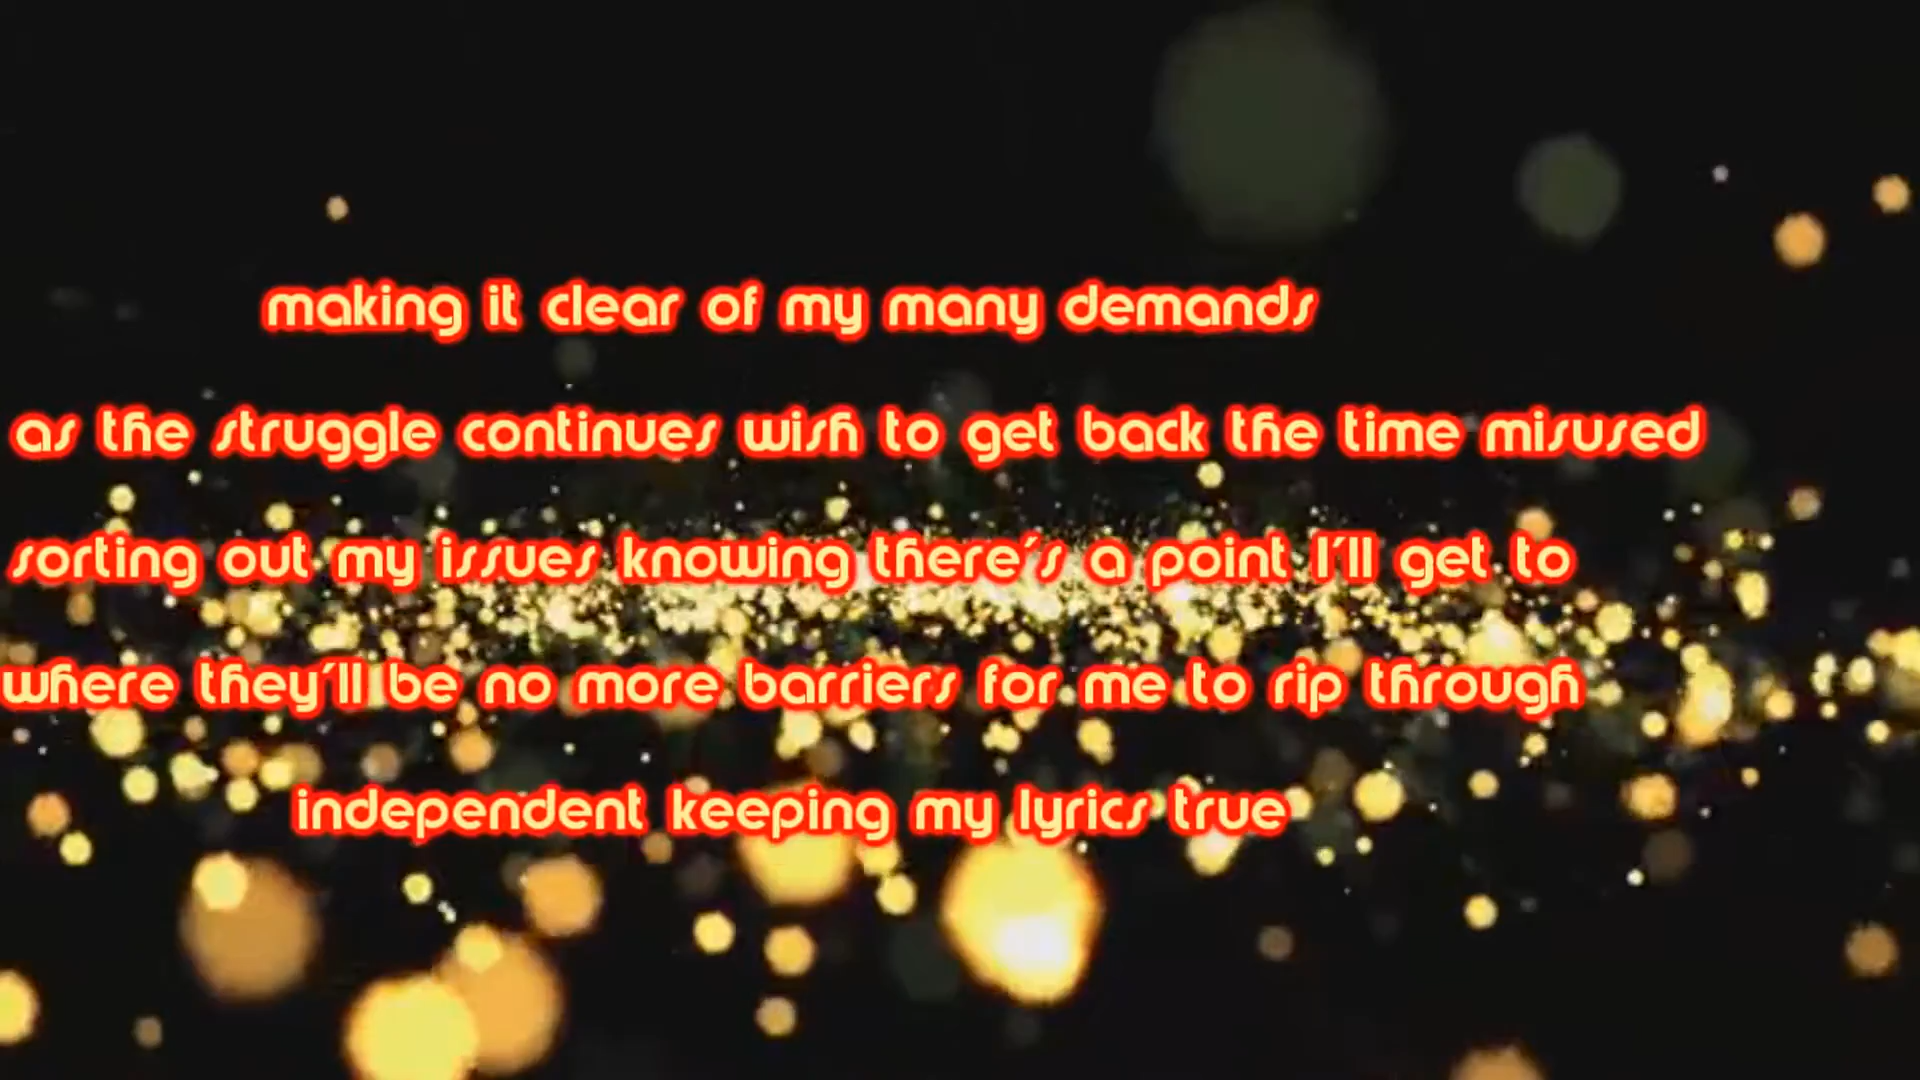 making it clear of my many demands
as the struggle continues wish to get back the time misused
sorting out my issues knowing there's a point I'll get to
where they'll be no more barriers for me to rip through
independent keeping my lyrics true